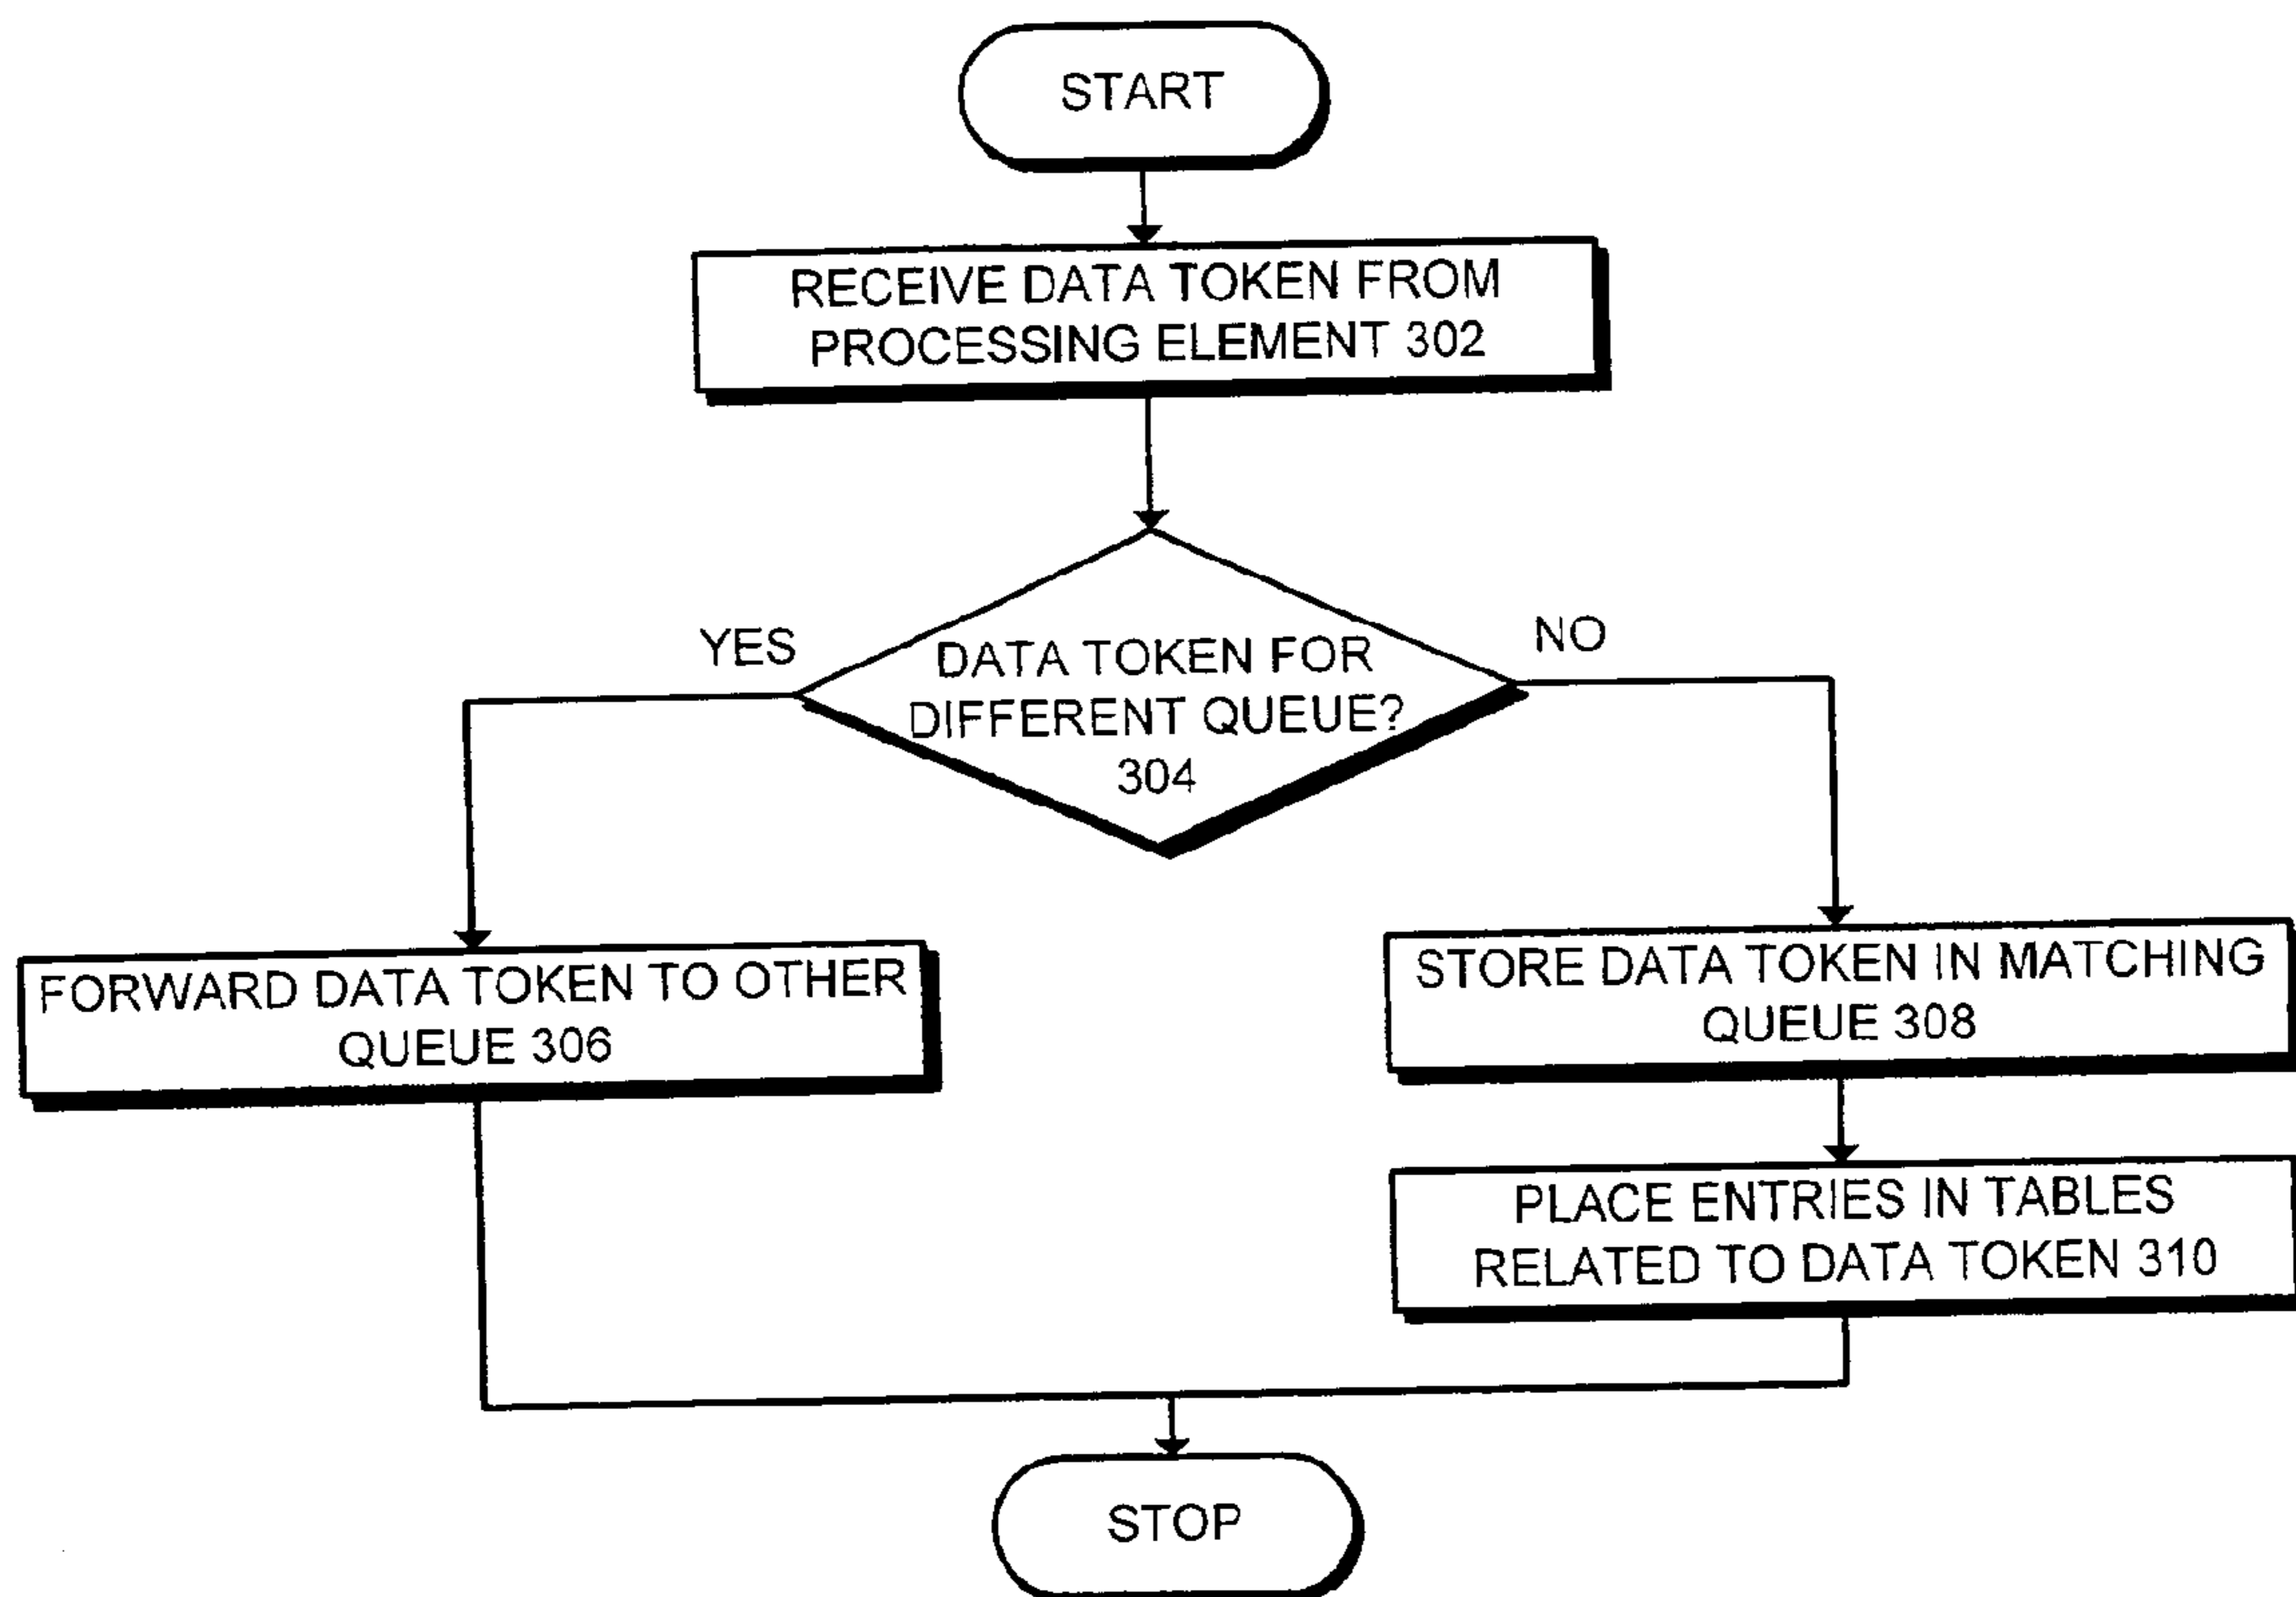 START
RECEIVE DATA TOKEN FROM
PROCESSING ELEMENT 302
YES
NO
DATA TOKEN FOR
DIFFERENT QUEUE?
304
FORWARD DATA TOKEN TO OTHER
QUEUE 306
STORE DATA TOKEN IN MATCHING
QUEUE 308
PLACE ENTRIES IN TABLES
RELATED TO DATA TOKEN 310
STOP